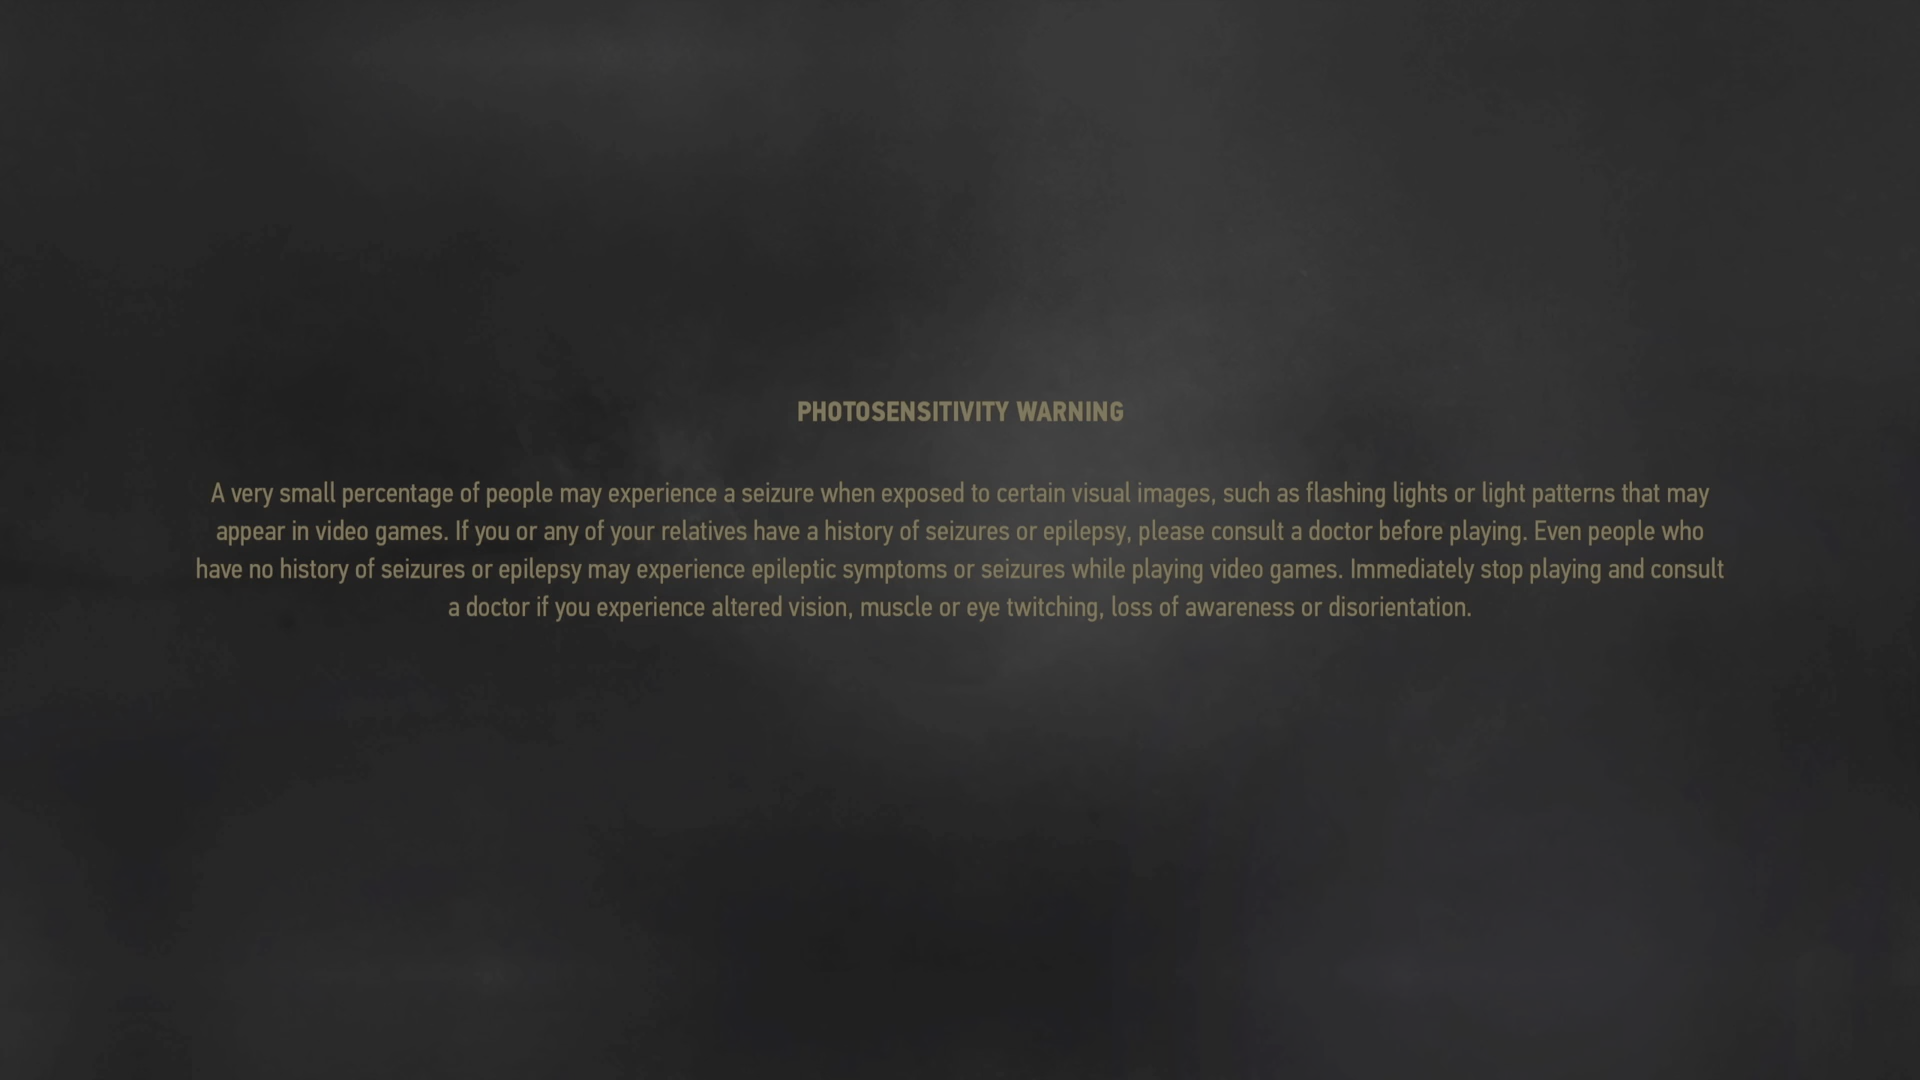 PHOTOSENSITIVITY WARNING
A very small percentage of people may experience a seizure when exposed to certain visual images, such as flashing lights or light patterns that may
appear in video games. If you or any of your relatives have a history of seizures or epilepsy, please consult a doctor before playing. Even people who
have no history of seizures or epilepsy may experience epileptic symptoms or seizures while playing video games. Immediately stop playing and consult
a doctor if you experience altered vision, muscle or eye twitching, loss of awareness or disorientation.